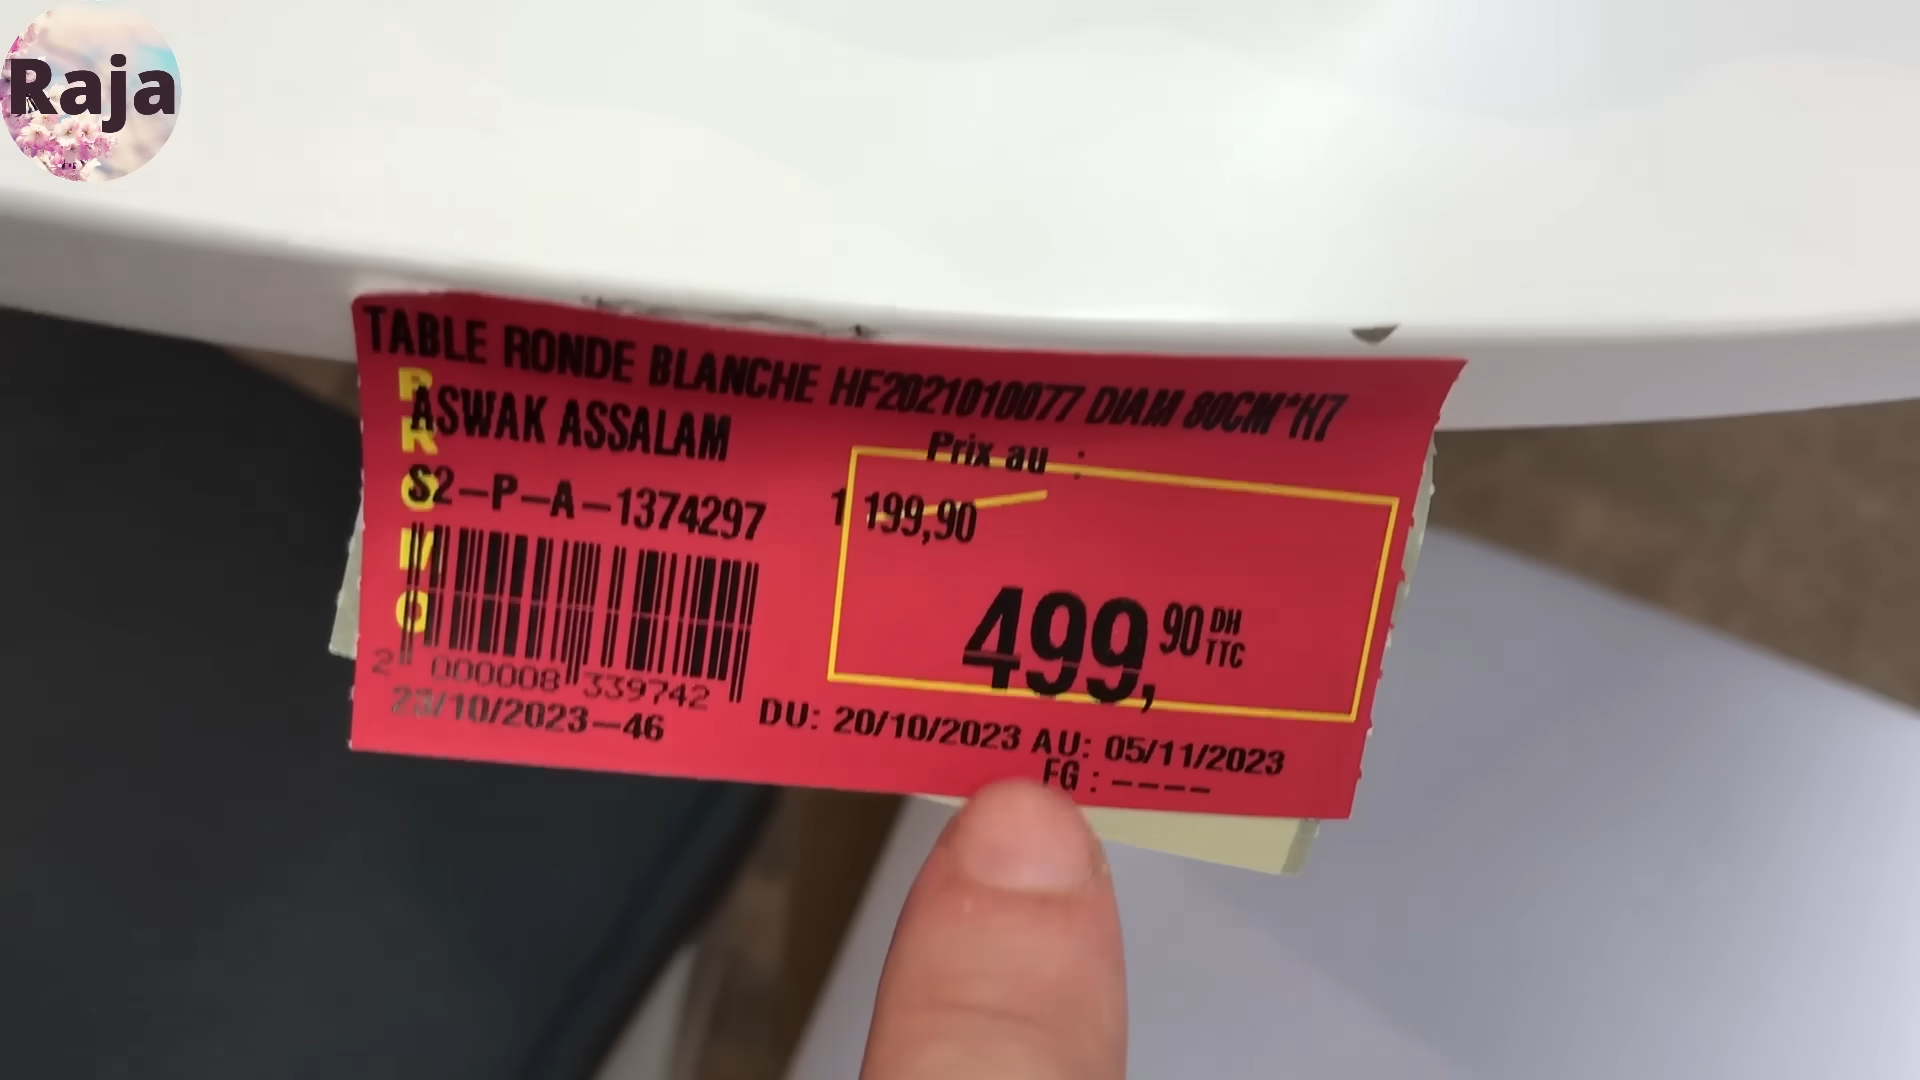 Raja
TABLE RONDE BLANCHE HF2021010077 DIAM 80CM*H7
PROMO
ASWAK ASSALAM
Prix au :
S2-P-A-1374297
1 199,90
499,90 DH TTC
2 000008 339742
23/10/2023-46
DU: 20/10/2023 AU: 05/11/2023
FG : ----